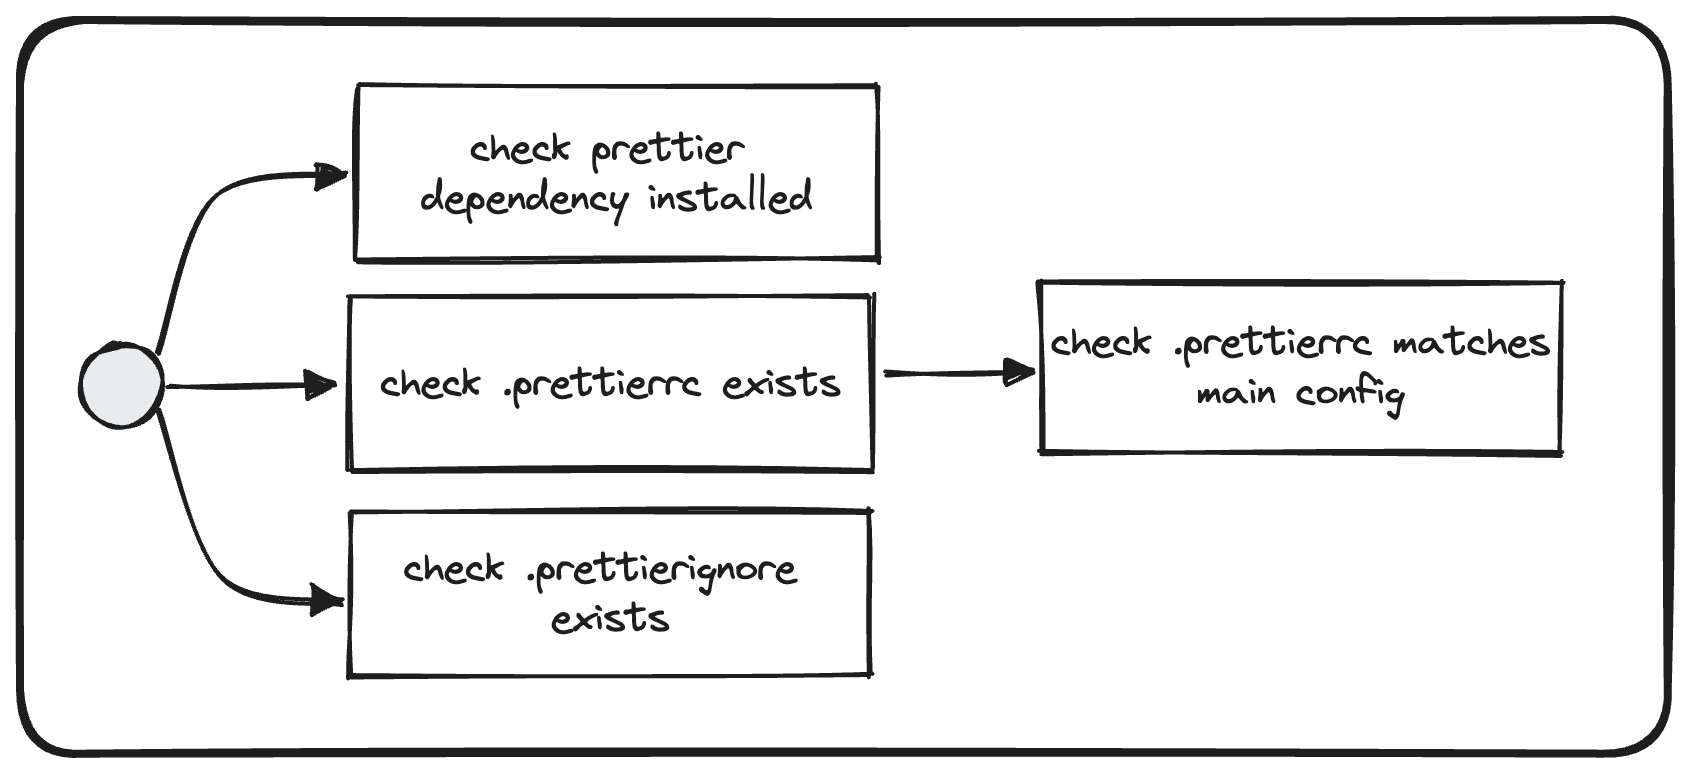 check prettier
dependency installed
check .prettierrc exists
check .prettierrc matches
main config
check .prettierignore
exists